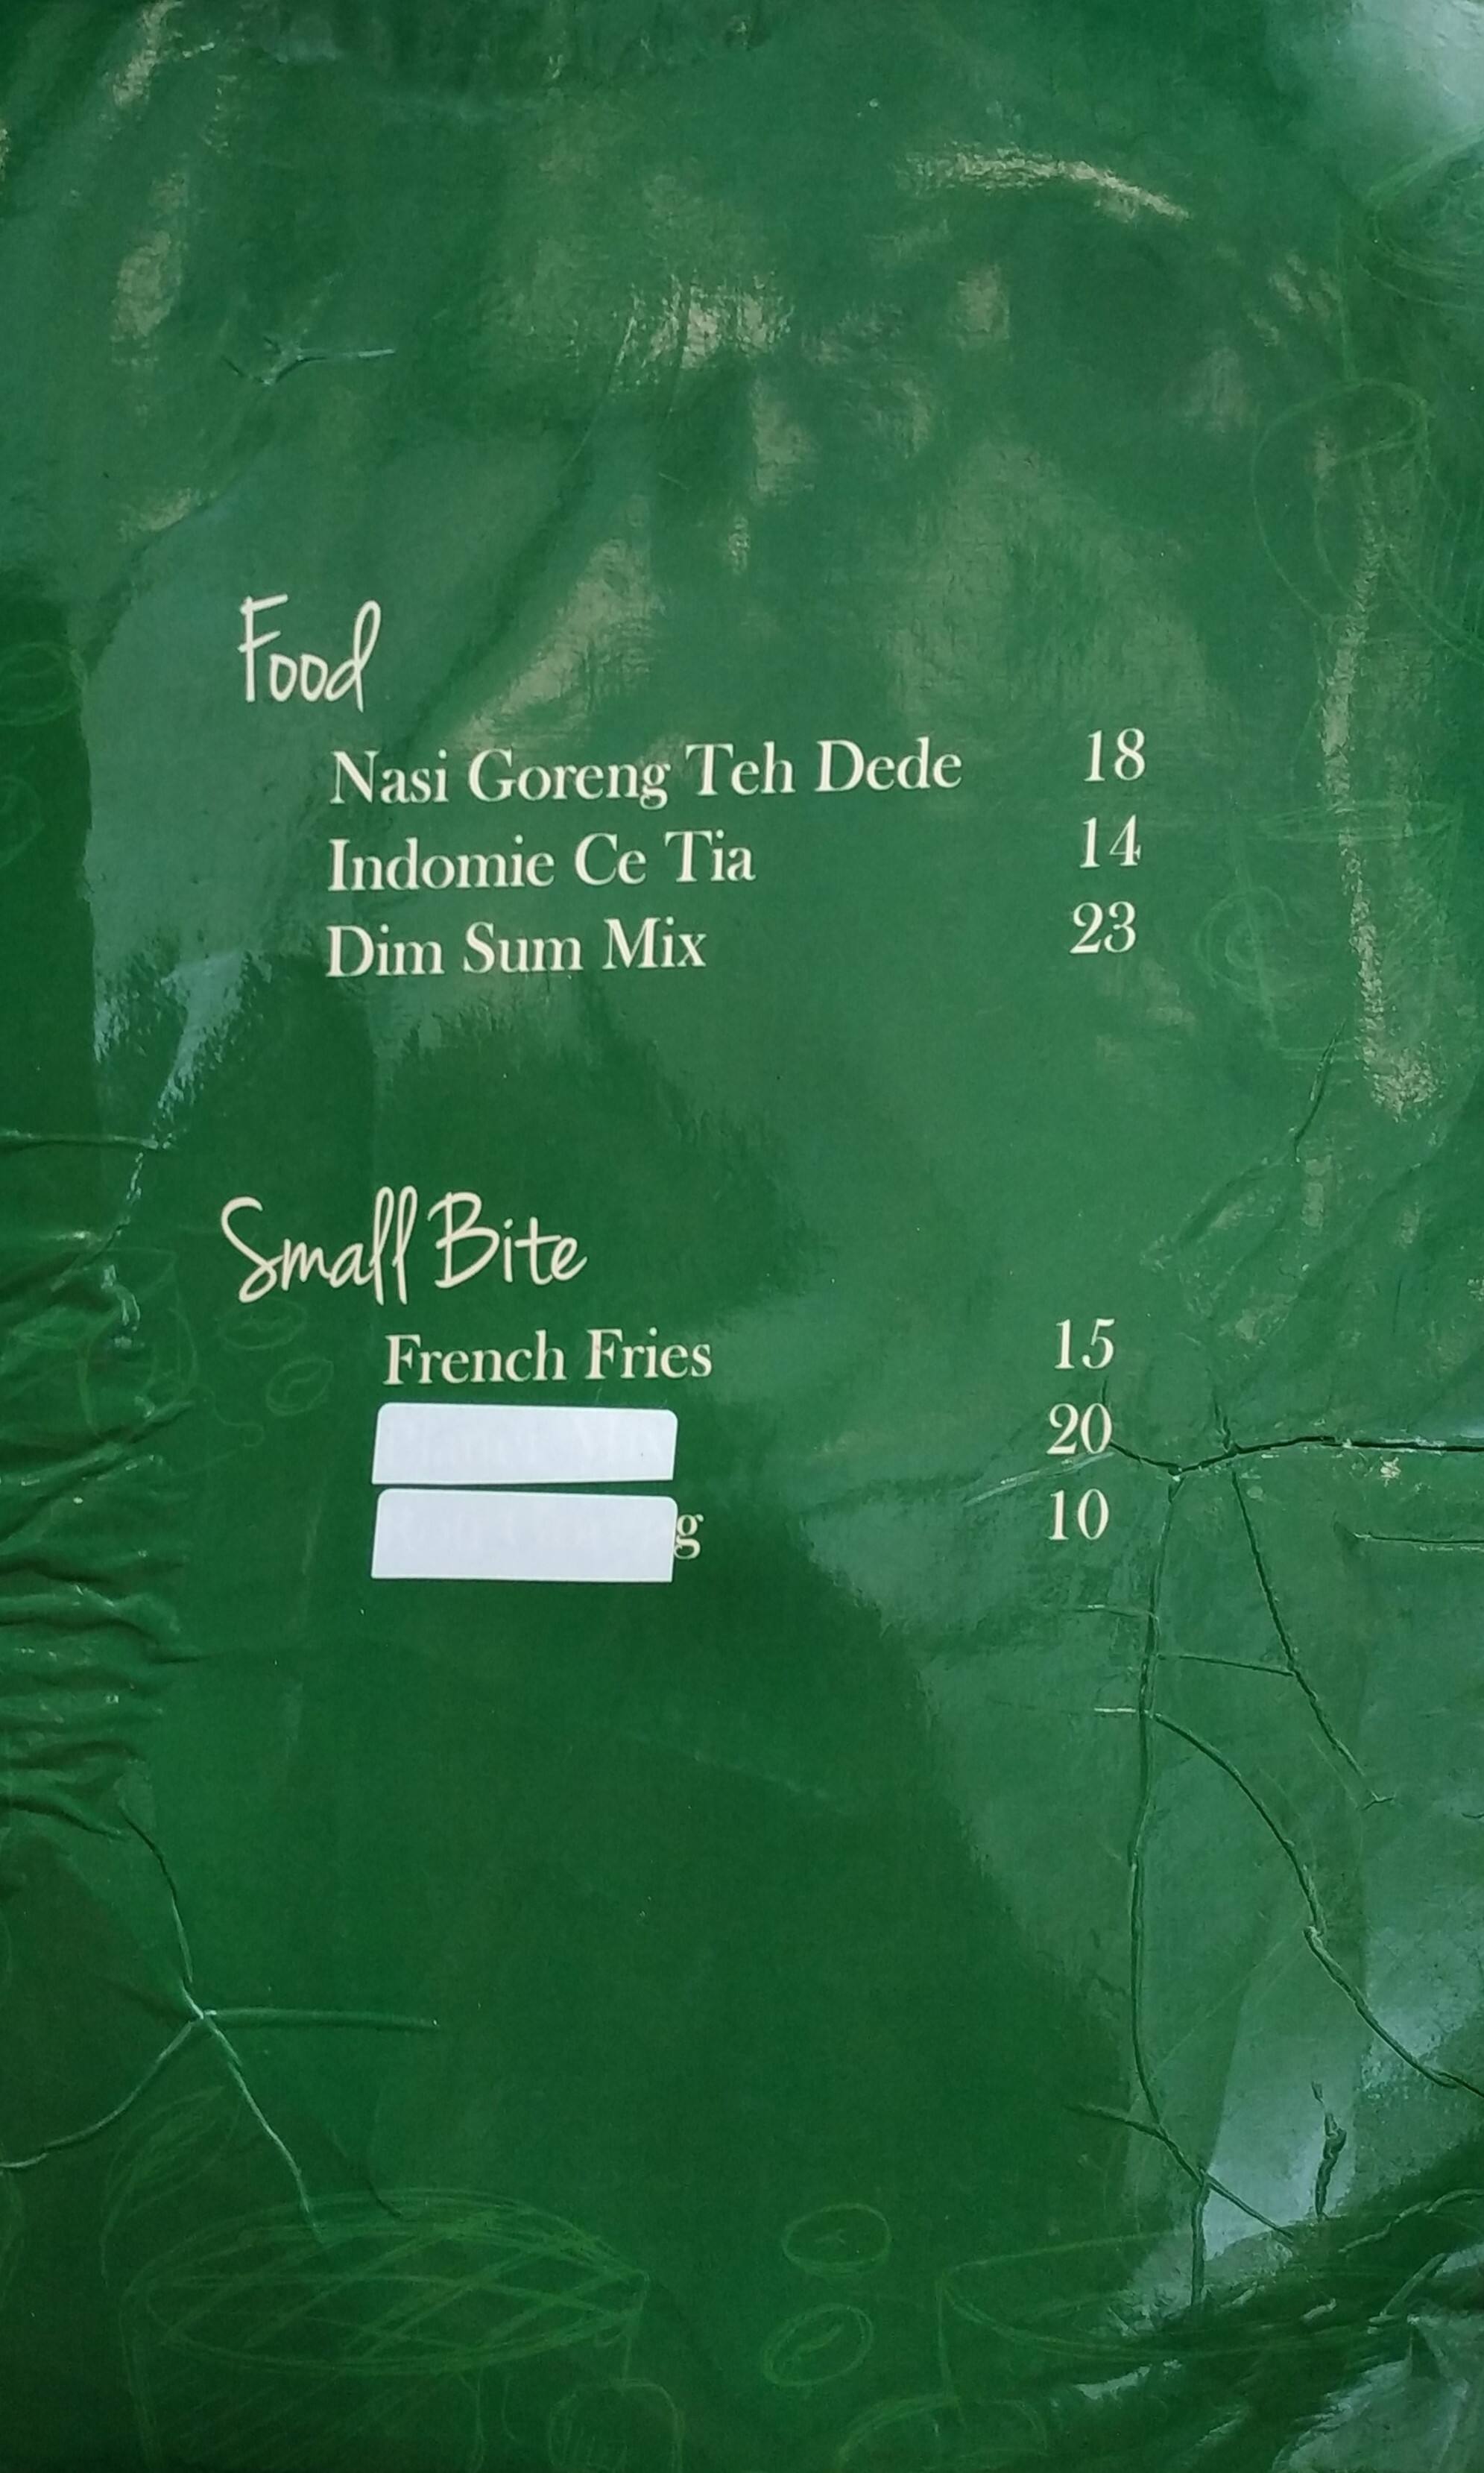 Food
Nasi Goreng Teh Dede 18
Indomie Ce Tia 14
Dim Sum Mix 23
Small Bite
French Fries 15
20
10